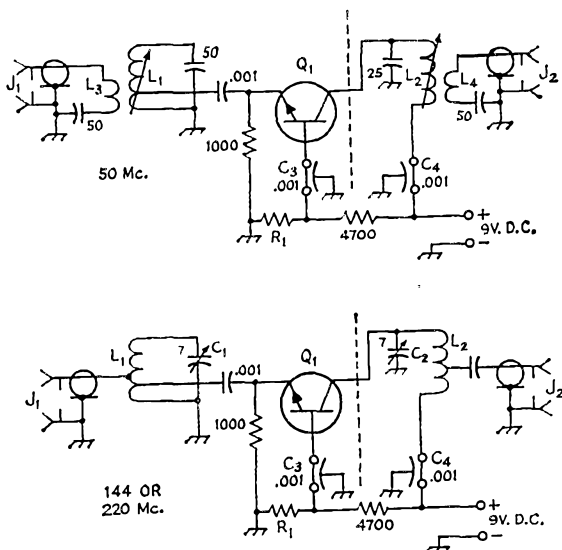 50
Q1
J1
L3
L1
.001
25
L2
L4
J2
50
50
1000
C3
.001
C4
.001
50 Mc.
R1
4700
+
9V. D.C.
-
L1
7
C1
.001
Q1
7
C2
L2
J1
J2
1000
C3
.001
C4
.001
144 OR
220 Mc.
R1
4700
+
9V. D.C.
-